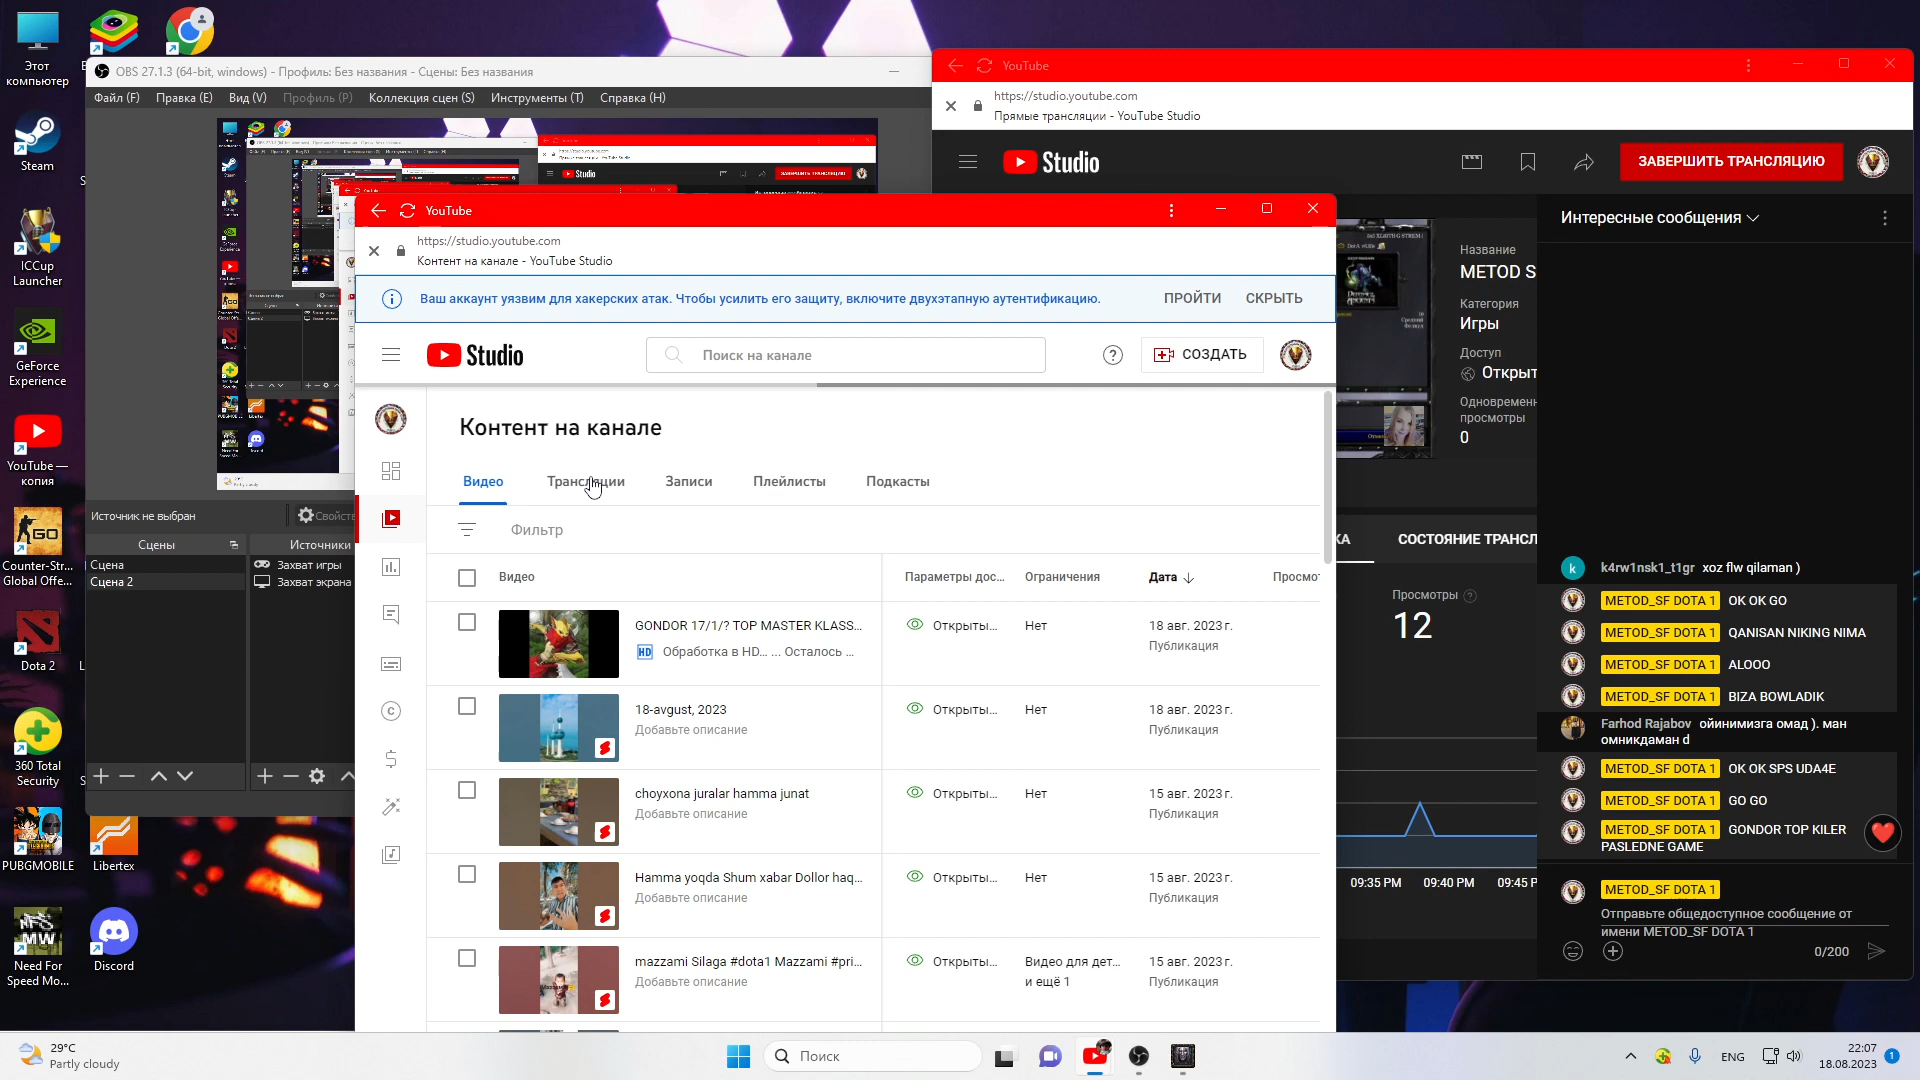 Этот
компьютер
Steam
ICCup
Launcher
GeForce
Experience
YouTube —
копия
Counter-Str...
Global Offe...
Dota 2
360 Total
Security
PUBGMOBILE
Libertex
Need For
Speed Mo...
Discord
OBS 27.1.3 (64-bit, windows) - Профиль: Без названия - Сцены: Без названия
Файл (F)
Правка (E)
Вид (V)
Профиль (P)
Коллекция сцен (S)
Инструменты (T)
Справка (H)
Источник не выбран
Свойств
Сцены
Источники
Сцена
Сцена 2
Захват игры
Захват экрана
YouTube
https://studio.youtube.com
Прямые трансляции - YouTube Studio
Studio
ЗАВЕРШИТЬ ТРАНСЛЯЦИЮ
YouTube
https://studio.youtube.com
Контент на канале - YouTube Studio
Ваш аккаунт уязвим для хакерских атак. Чтобы усилить его защиту, включите двухэтапную аутентификацию.
ПРОЙТИ
СКРЫТЬ
Studio
Поиск на канале
СОЗДАТЬ
Контент на канале
Видео
Трансляции
Записи
Плейлисты
Подкасты
Фильтр
Видео
Параметры дос...
Ограничения
Дата
Просмот
GONDOR 17/1/? TOP MASTER KLASS...
HD Обработка в HD... ... Осталось ...
Открыты...
Нет
18 авг. 2023 г.
Публикация
18-avgust, 2023
Добавьте описание
Открыты...
Нет
18 авг. 2023 г.
Публикация
choyxona juralar hamma junat
Добавьте описание
Открыты...
Нет
15 авг. 2023 г.
Публикация
Hamma yoqda Shum xabar Dollor haq...
Добавьте описание
Открыты...
Нет
15 авг. 2023 г.
Публикация
mazzami Silaga #dota1 Mazzami #pri...
Добавьте описание
Открыты...
Видео для дет...
и ещё 1
15 авг. 2023 г.
Публикация
Название
METOD S
Категория
Игры
Доступ
Открыт
Одновремен
просмотры
0
КА
СОСТОЯНИЕ ТРАНСЛ
Просмотры
12
09:35 PM
09:40 PM
09:45 P
Интересные сообщения
k k4rw1nsk1_t1gr xoz flw qilaman )
METOD_SF DOTA 1 OK OK GO
METOD_SF DOTA 1 QANISAN NIKING NIMA
METOD_SF DOTA 1 ALOOO
METOD_SF DOTA 1 BIZA BOWLADIK
Farhod Rajabov ойинимизга омад ). ман
омникдаман d
METOD_SF DOTA 1 OK OK SPS UDA4E
METOD_SF DOTA 1 GO GO
METOD_SF DOTA 1 GONDOR TOP KILER
PASLEDNE GAME
METOD_SF DOTA 1
Отправьте общедоступное сообщение от
имени METOD_SF DOTA 1
0/200
29°C
Partly cloudy
Поиск
ENG
22:07
18.08.2023
1